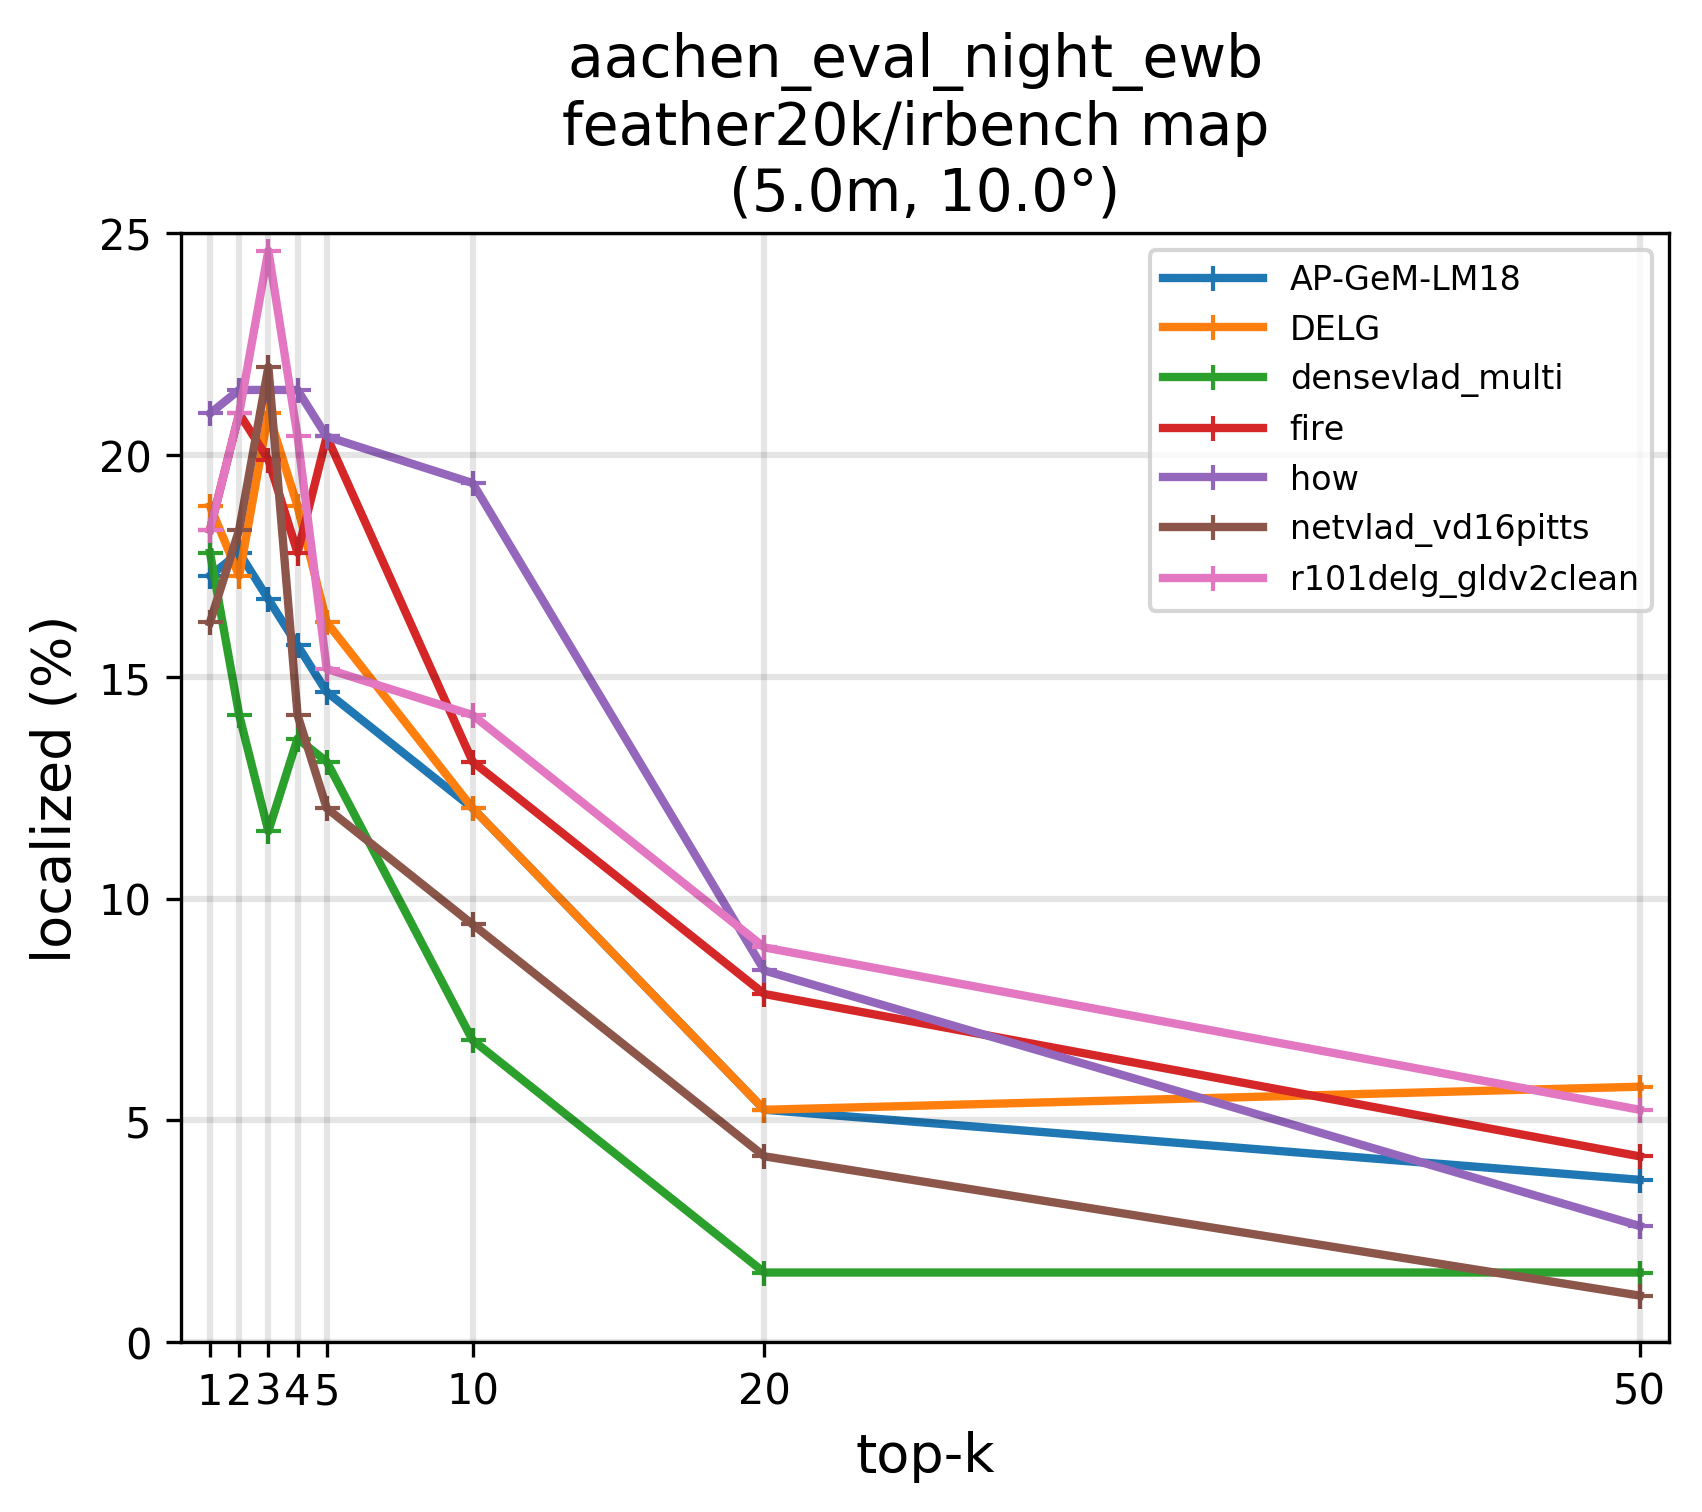 aachen_eval_night_ewb
feather20k/irbench map
(5.0m, 10.0°)
25
20
15
10
5
0
localized (%)
AP-GeM-LM18
DELG
densevlad_multi
fire
how
netvlad_vd16pitts
r101delg_gldv2clean
1 2 3 4 5 10 20 50
top-k